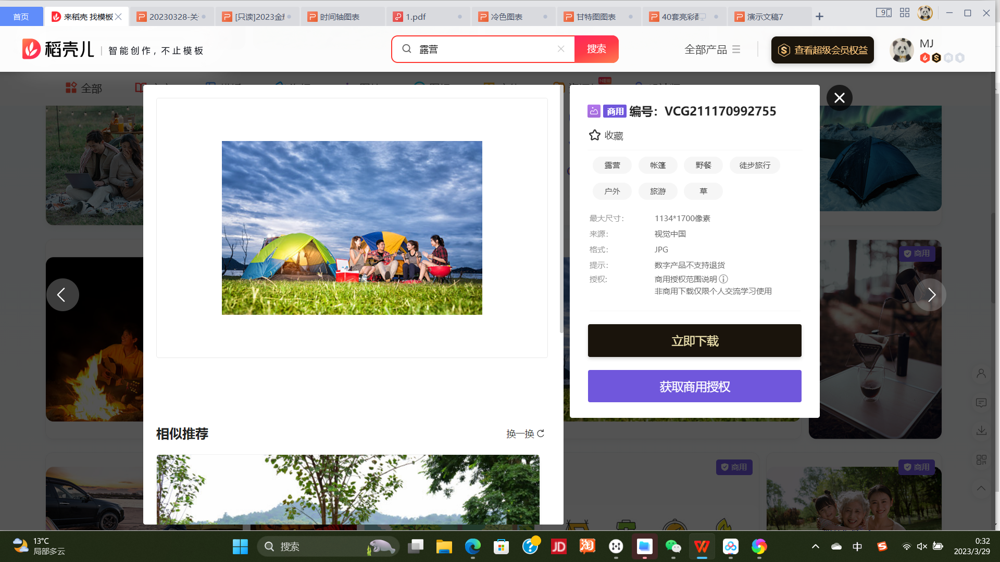 首页
来稻壳 找模板
20230328-关
[只读]2023金
时间轴图表
1.pdf
冷色图表
甘特图图表
40套亮彩
演示文稿7
9
稻壳儿
智能创作，不止模板
露营
搜索
全部产品
查看超级会员权益
MJ
全部
NEW
商用 编号：VCG211170992755
收藏
露营
帐篷
野餐
徒步旅行
户外
旅游
草
最大尺寸：
1134*1700像素
来源：
视觉中国
格式：
JPG
提示：
数字产品不支持退货
授权：
商用授权范围说明
非商用下载仅限个人交流学习使用
立即下载
获取商用授权
商用
相似推荐
换一换
商用
商用
13°C
局部多云
搜索
JD
淘
中
0:32
2023/3/29